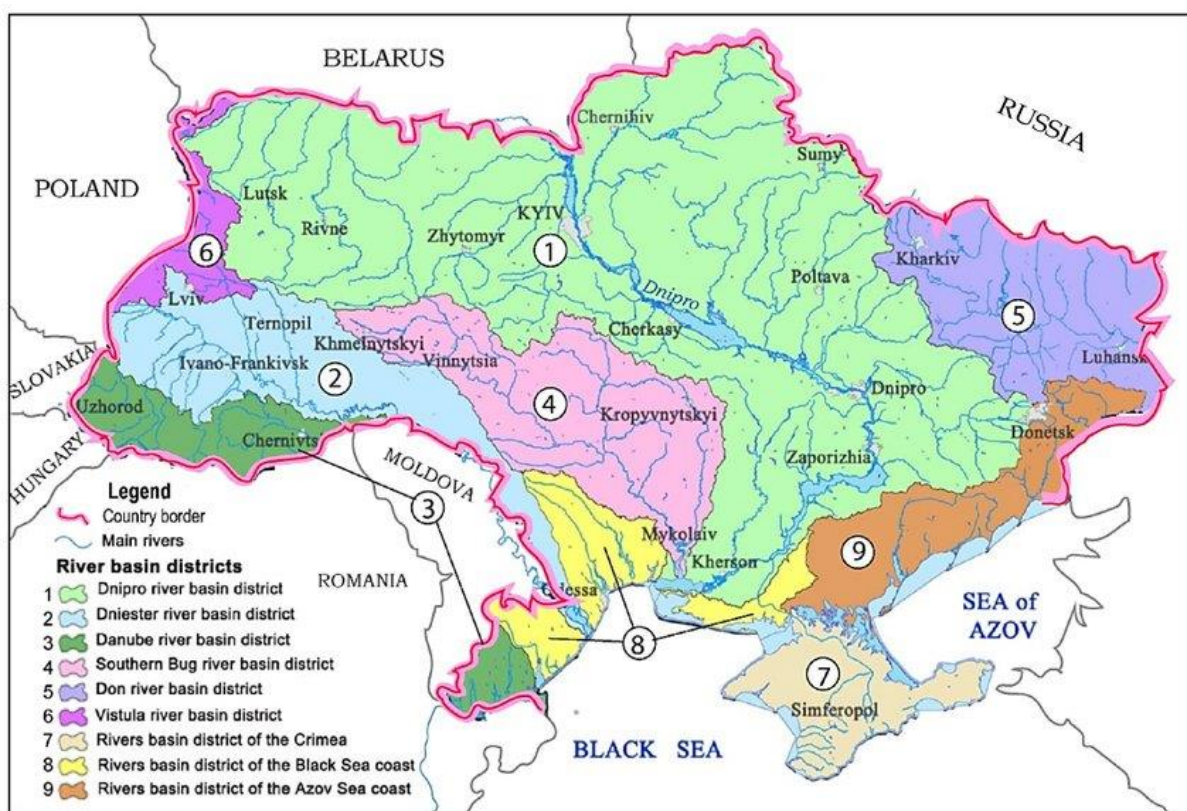 BELARUS
RUSSIA
POLAND
Chernihiv
Sumy
Lutsk
Rivne
KYIV
Zhytomyr
1
6
Kharkiv
Poltava
Lviv
Dnipro
5
Ternopil
Cherkasy
Khmelnytskyi
Vinnytsia
Luhansk
SLOVAKIA
Ivano-Frankivsk
2
Dnipro
Uzhorod
4
Kropyvnytskyi
Donetsk
Chernivts
HUNGARY
MOLDOVA
Zaporizhia
3
Mykolaiv
9
Kherson
ROMANIA
Odessa
SEA of
AZOV
8
7
Simferopol
BLACK SEA
Legend
Country border
Main rivers
River basin districts
1 Dnipro river basin district
2 Dniester river basin district
3 Danube river basin district
4 Southern Bug river basin district
5 Don river basin district
6 Vistula river basin district
7 Rivers basin district of the Crimea
8 Rivers basin district of the Black Sea coast
9 Rivers basin district of the Azov Sea coast